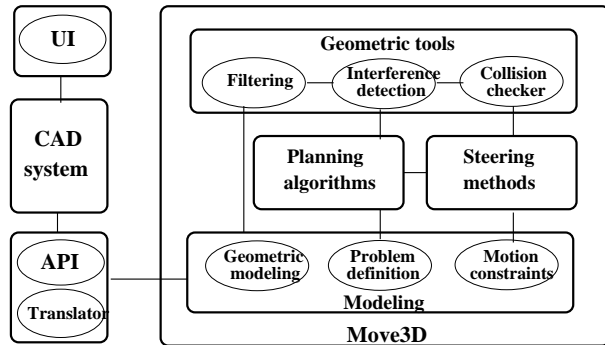 UI
CAD
system
API
Translator
Geometric tools
Filtering
Interference
detection
Collision
checker
Planning
algorithms
Steering
methods
Geometric
modeling
Problem
definition
Motion
constraints
Modeling
Move3D